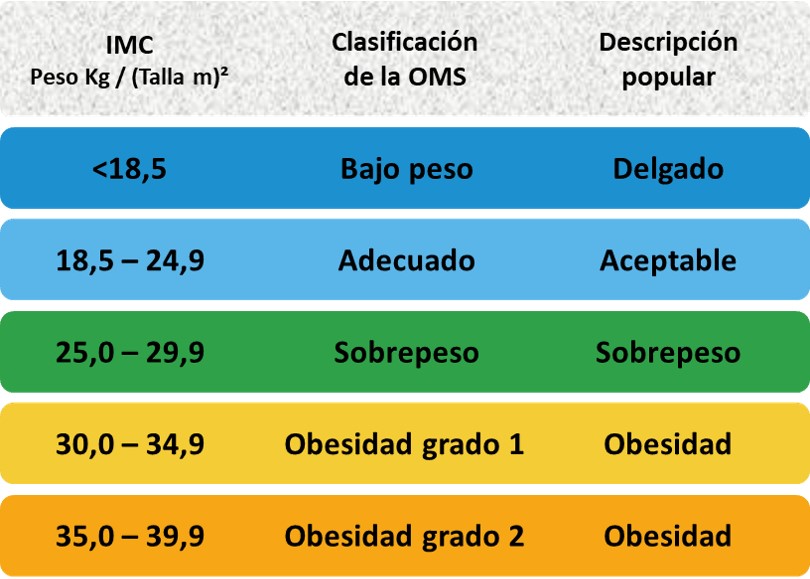 IMC
Peso Kg / (Talla m)²
Clasificación
de la OMS
Descripción
popular
<18,5 Bajo peso Delgado
18,5 – 24,9 Adecuado Aceptable
25,0 – 29,9 Sobrepeso Sobrepeso
30,0 – 34,9 Obesidad grado 1 Obesidad
35,0 – 39,9 Obesidad grado 2 Obesidad